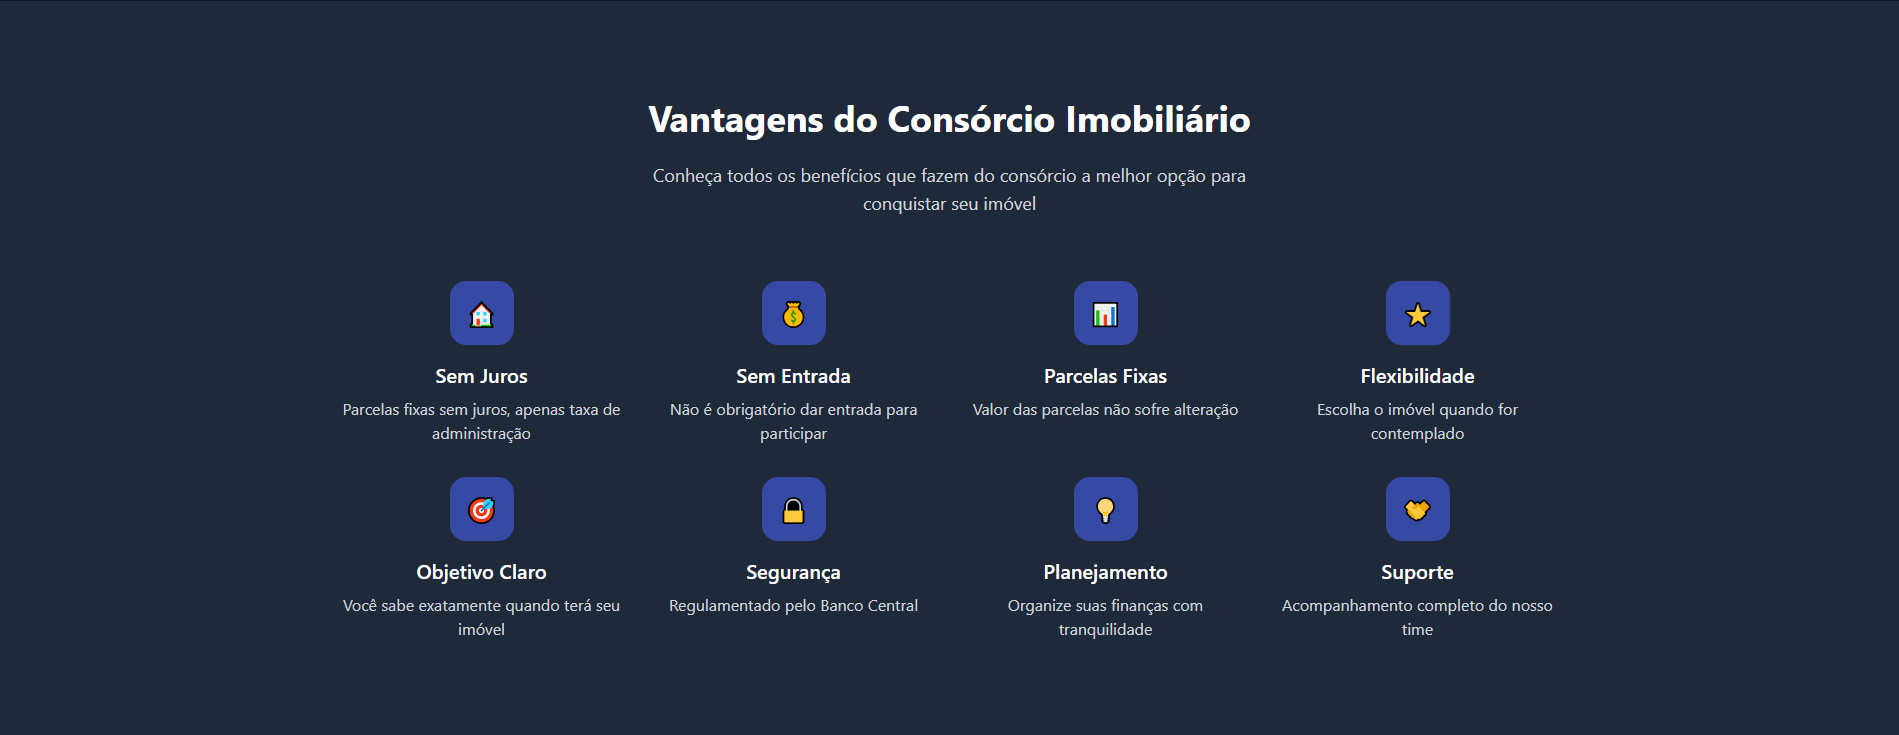 Vantagens do Consórcio Imobiliário
Conheça todos os benefícios que fazem do consórcio a melhor opção para
conquistar seu imóvel
Sem Juros
Parcelas fixas sem juros, apenas taxa de
administração
Sem Entrada
Não é obrigatório dar entrada para
participar
Parcelas Fixas
Valor das parcelas não sofre alteração
Flexibilidade
Escolha o imóvel quando for
contemplado
Objetivo Claro
Você sabe exatamente quando terá seu
imóvel
Segurança
Regulamentado pelo Banco Central
Planejamento
Organize suas finanças com
tranquilidade
Suporte
Acompanhamento completo do nosso
time